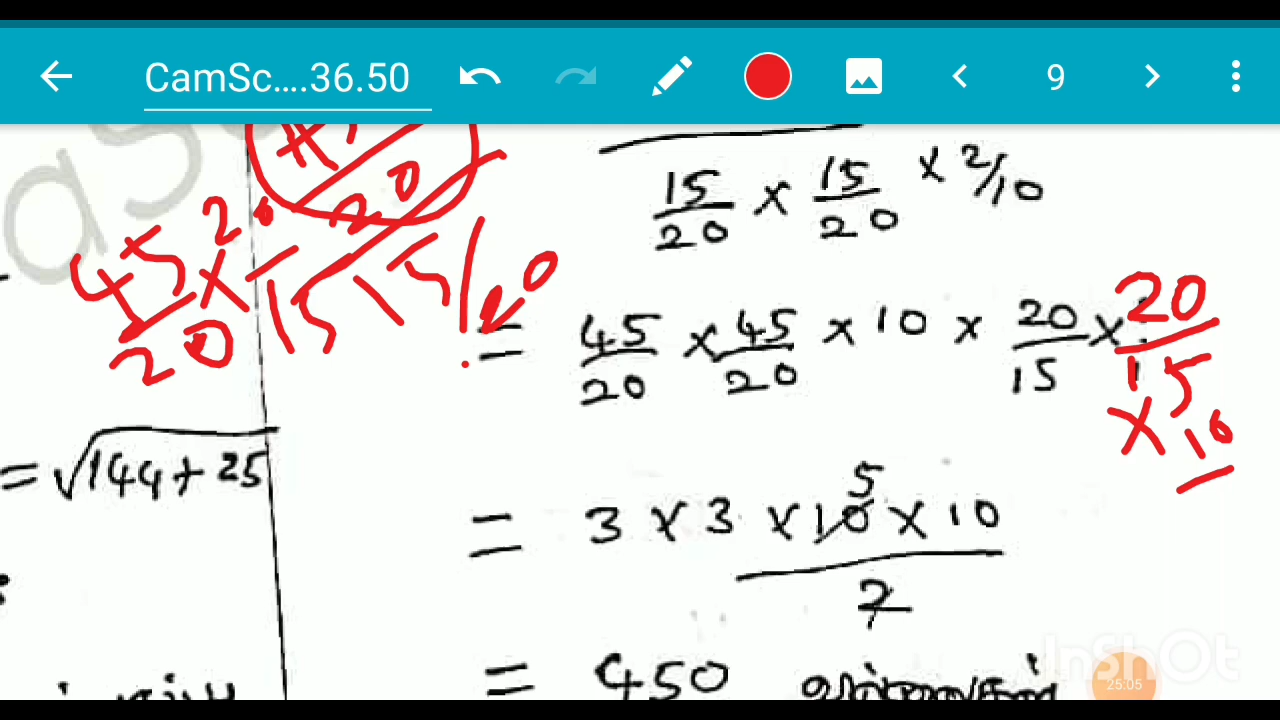 CamSc....36.50 9
15/20 × 15/20 × 2/10
45/20 × 20/15 15/20
= 45/20 × 45/20 × 10 × 20/15 × 20/15 × 10
= √144 + 25
= 3 × 3 × 10 × 10 / 2
5
= 450
InShOt
25:05